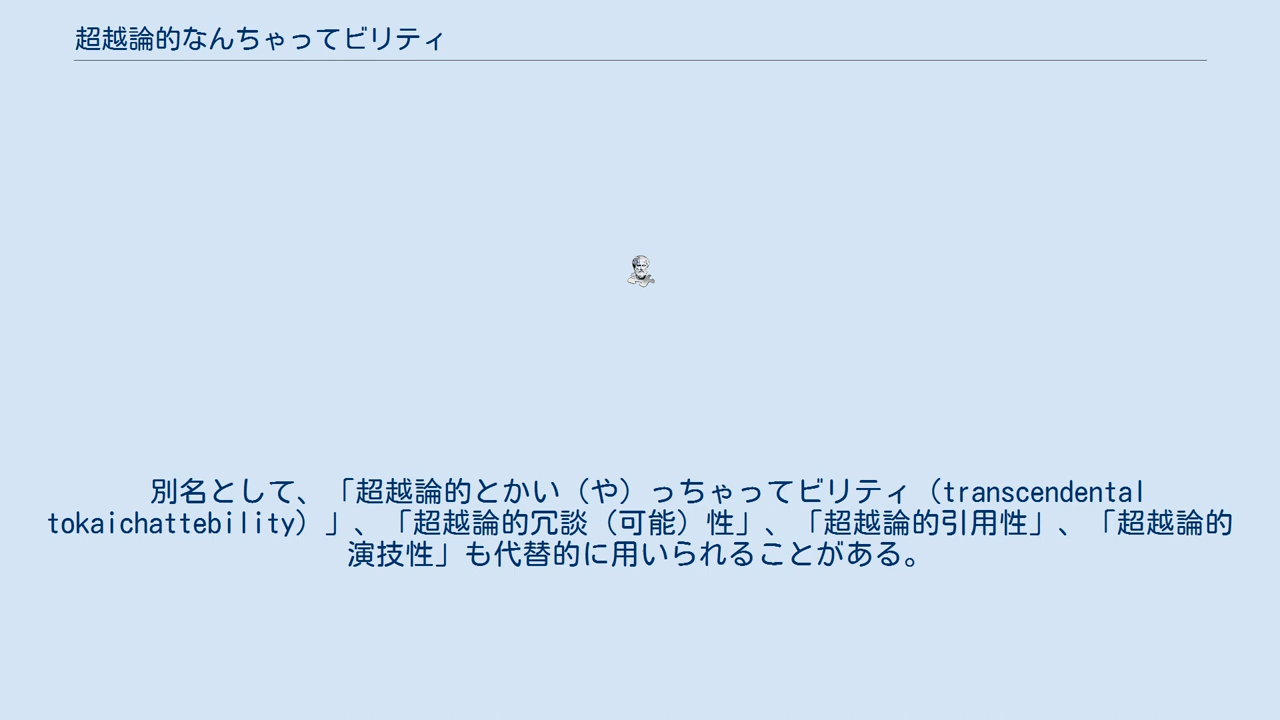 超越論的なんちゃってビリティ
別名として、「超越論的とかい（や）っちゃってビリティ（transcendental
tokaichattebility）」、「超越論的冗談（可能）性」、「超越論的引用性」、「超越論的
演技性」も代替的に用いられることがある。